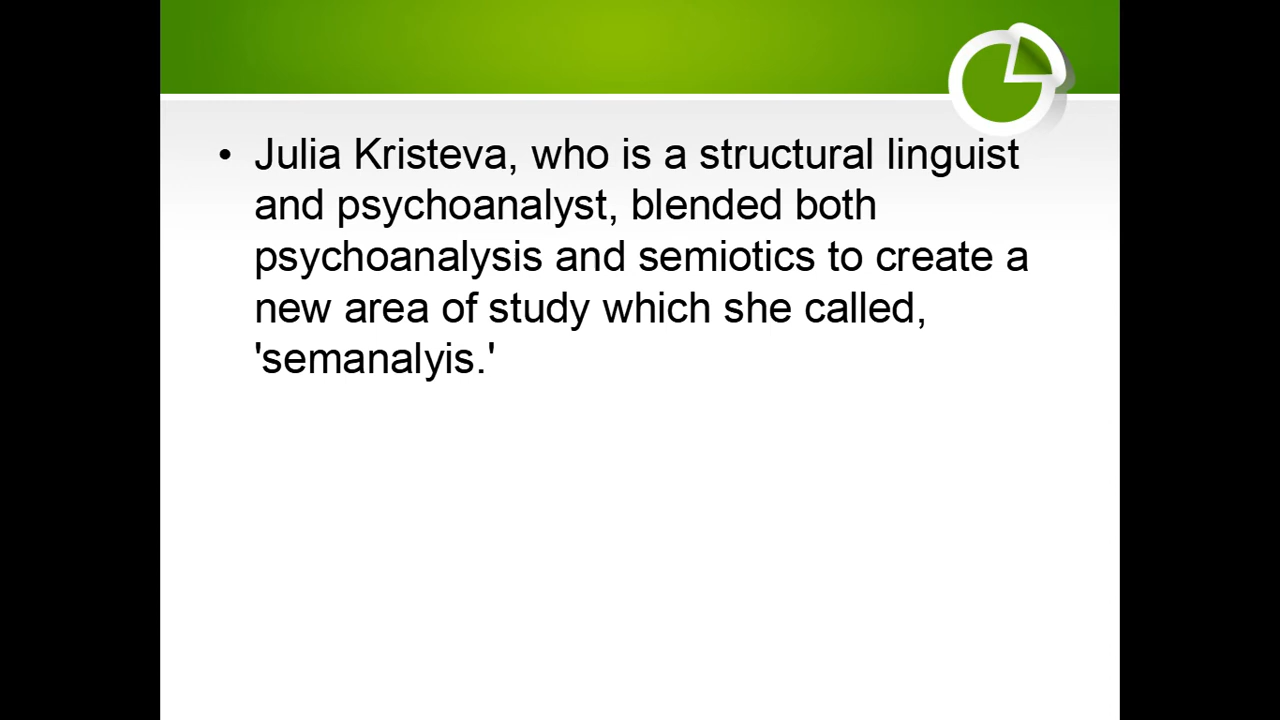 • Julia Kristeva, who is a structural linguist
and psychoanalyst, blended both
psychoanalysis and semiotics to create a
new area of study which she called,
'semanalyis.'